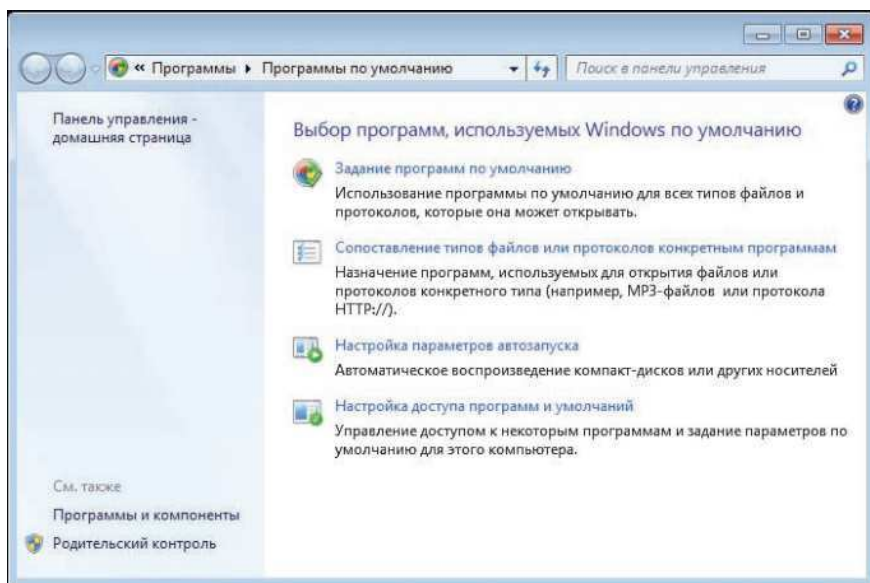 « Программы ▸ Программы по умолчанию
Поиск в панели управления
Панель управления -
домашняя страница
Выбор программ, используемых Windows по умолчанию
Задание программ по умолчанию
Использование программы по умолчанию для всех типов файлов и
протоколов, которые она может открывать.
Сопоставление типов файлов или протоколов конкретным программам
Назначение программ, используемых для открытия файлов или
протоколов конкретного типа (например, MP3-файлов или протокола
HTTP://).
Настройка параметров автозапуска
Автоматическое воспроизведение компакт-дисков или других носителей
Настройка доступа программ и умолчаний
Управление доступом к некоторым программам и задание параметров по
умолчанию для этого компьютера.
См. также
Программы и компоненты
Родительский контроль